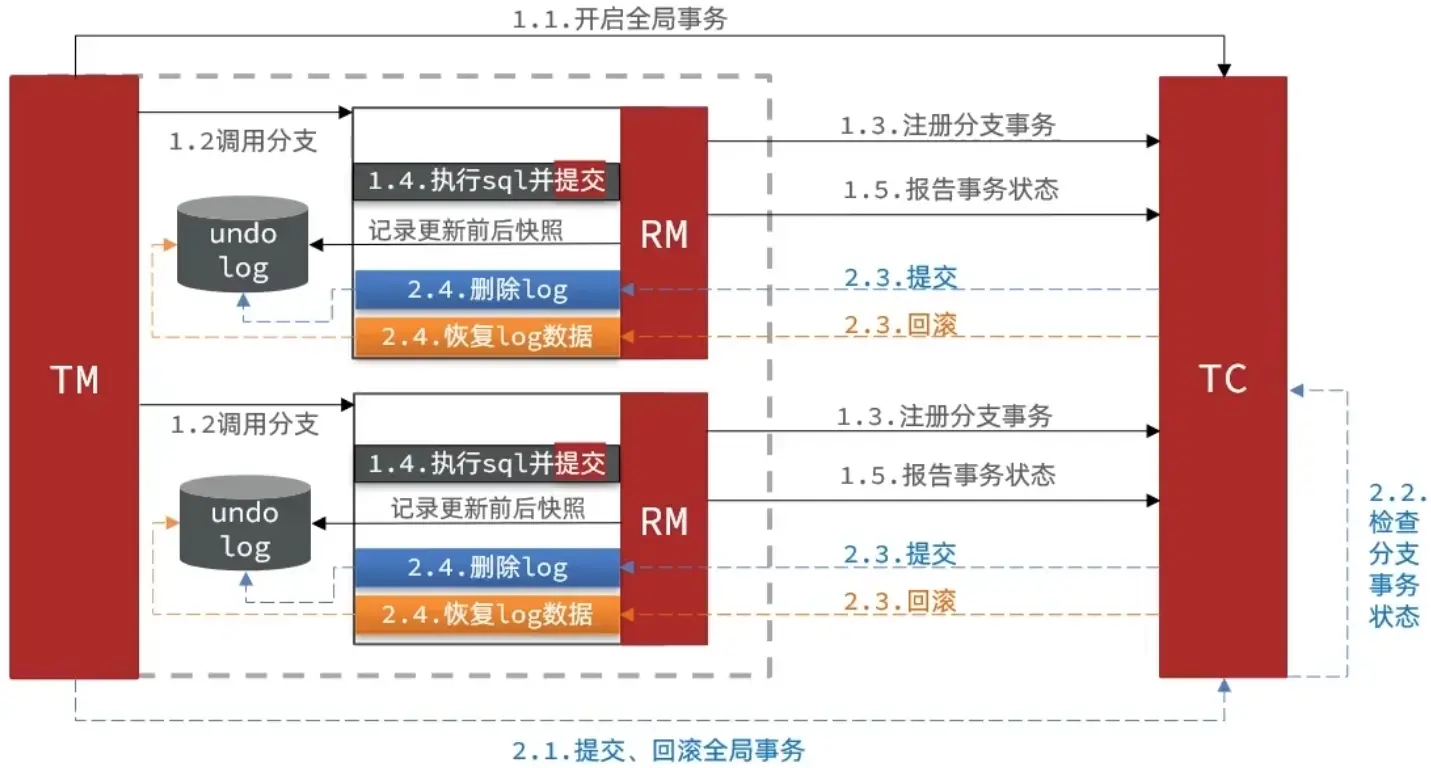 1.1.开启全局事务
TM
1.2调用分支
1.4.执行sql并提交
undo
log
记录更新前后快照
2.4.删除log
2.4.恢复log数据
RM
1.3.注册分支事务
1.5.报告事务状态
2.3.提交
2.3.回滚
1.2调用分支
1.4.执行sql并提交
undo
log
记录更新前后快照
2.4.删除log
2.4.恢复log数据
RM
1.3.注册分支事务
1.5.报告事务状态
2.3.提交
2.3.回滚
TC
2.2.
检查
分支
事务
状态
2.1.提交、回滚全局事务